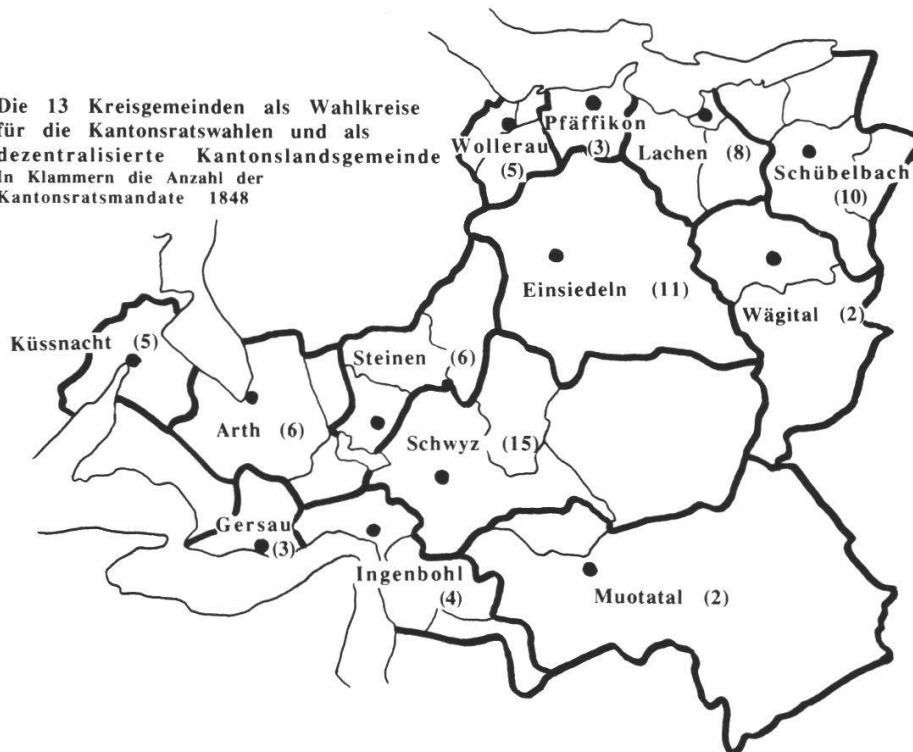 Die 13 Kreisgemeinden als Wahlkreise
für die Kantonsratswahlen und als
dezentralisierte Kantonslandsgemeinde
In Klammern die Anzahl der
Kantonsratsmandate 1848
Wollerau
(5)
Pfäffikon
(3)
Lachen (8)
Schübelbach
(10)
Einsiedeln (11)
Wägital (2)
Küssnacht (5)
Steinen (6)
Arth (6)
Schwyz (15)
Gersau
(3)
Ingenbohl
(4)
Muotatal (2)